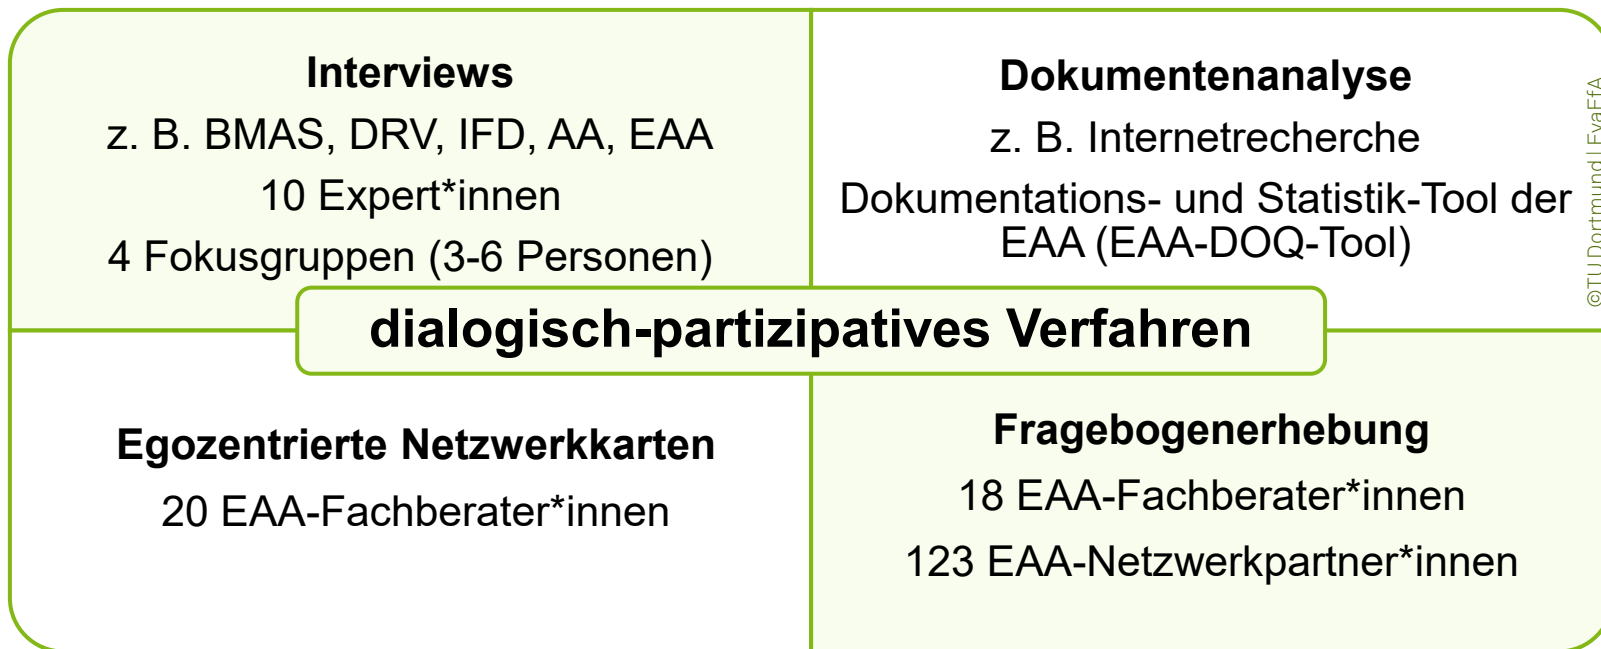 Interviews
z. B. BMAS, DRV, IFD, AA, EAA
10 Expert*innen
4 Fokusgruppen (3-6 Personen)
Dokumentenanalyse
z. B. Internetrecherche
Dokumentations- und Statistik-Tool der
EAA (EAA-DOQ-Tool)
dialogisch-partizipatives Verfahren
Egozentrierte Netzwerkkarten
20 EAA-Fachberater*innen
Fragebogenerhebung
18 EAA-Fachberater*innen
123 EAA-Netzwerkpartner*innen
©TU Dortmund | EvaFfA